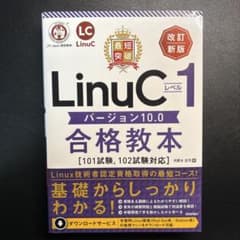 LC
LinuC
最短突破
改訂新版
LinuC レベル1
バージョン10.0
合格教本
[101試験，102試験対応]
Linux技術者認定資格取得の最短コース!
基礎からしっかり
わかる!
ダウンロードサービス